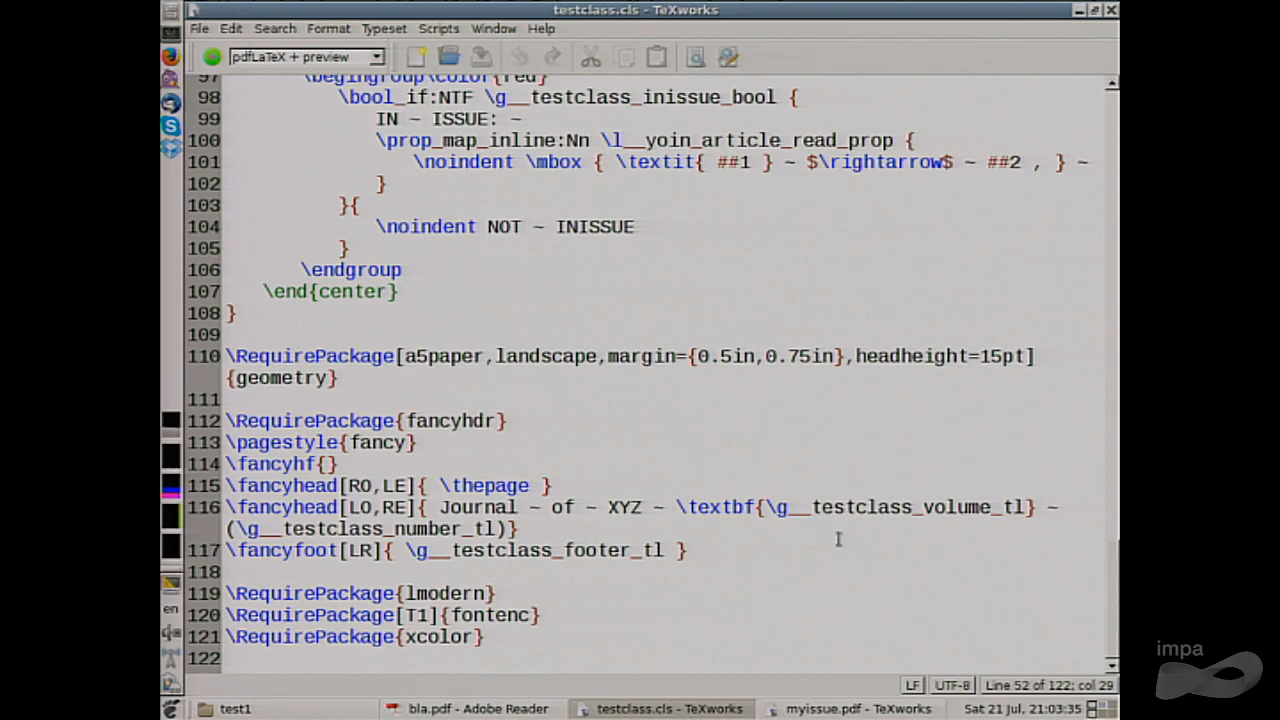 testclass.cls - TeXworks
File Edit Search Format Typeset Scripts Window Help
pdfLaTeX + preview
97 \begingroup\color{red}
98 \bool_if:NTF \g__testclass_inissue_bool {
99 IN ~ ISSUE: ~
100 \prop_map_inline:Nn \l__yoin_article_read_prop {
101 \noindent \mbox { \textit{ ##1 } ~ $\rightarrow$ ~ ##2 , } ~
102 }
103 }{
104 \noindent NOT ~ INISSUE
105 }
106 \endgroup
107 \end{center}
108 }
109
110 \RequirePackage[a5paper,landscape,margin={0.5in,0.75in},headheight=15pt]
{geometry}
111
112 \RequirePackage{fancyhdr}
113 \pagestyle{fancy}
114 \fancyhf{}
115 \fancyhead[RO,LE]{ \thepage }
116 \fancyhead[LO,RE]{ Journal ~ of ~ XYZ ~ \textbf{\g__testclass_volume_tl} ~
(\g__testclass_number_tl)}
117 \fancyfoot[LR]{ \g__testclass_footer_tl }
118
119 \RequirePackage{lmodern}
120 \RequirePackage[T1]{fontenc}
121 \RequirePackage{xcolor}
122
en
impa
LF UTF-8 Line 52 of 122; col 29
test1 bla.pdf - Adobe Reader testclass.cls - TeXworks myissue.pdf - TeXworks Sat 21 Jul, 21:03:35